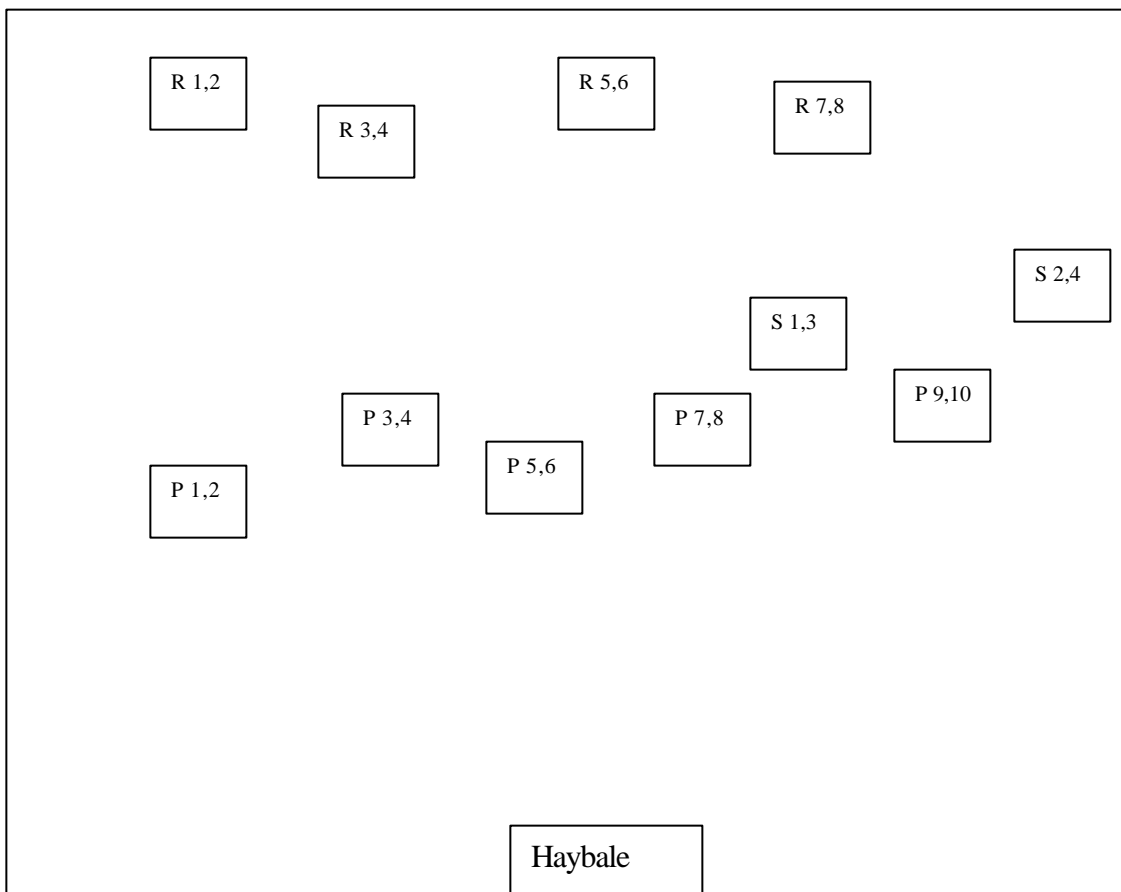 R 1,2
R 5,6
R 7,8
R 3,4
S 2,4
S 1,3
P 9,10
P 3,4
P 7,8
P 5,6
P 1,2
Haybale